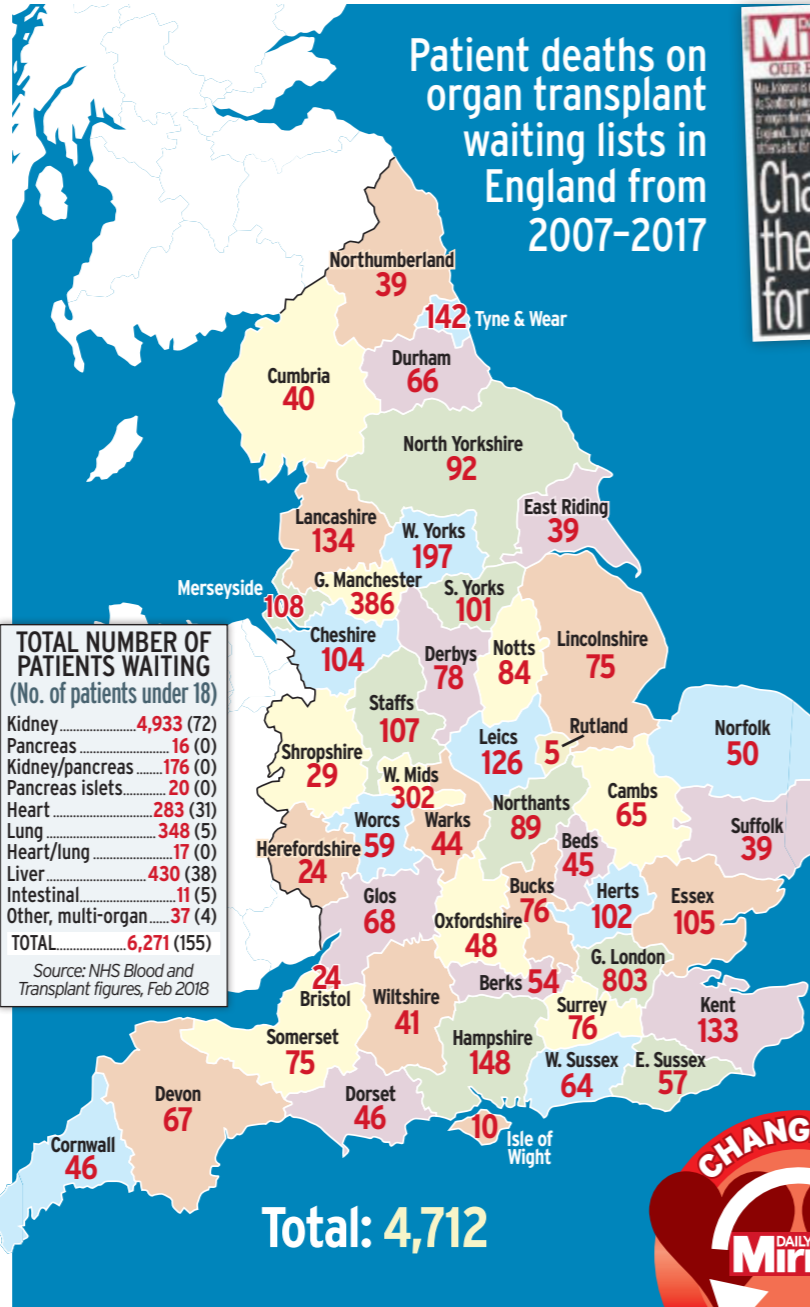 Patient deaths on
organ transplant
waiting lists in
England from
2007-2017
Mi
OUR
Cha
the
for
Northumberland
39
142 Tyne & Wear
Durham
66
Cumbria
40
North Yorkshire
92
East Riding
39
Lancashire
134
W. Yorks
197
Merseyside
108
G. Manchester
386
S. Yorks
101
Cheshire
104
Derbys
78
Notts
84
Lincolnshire
75
Staffs
107
Leics
126
Rutland
5
Norfolk
50
Shropshire
29
W. Mids
302
Northants
89
Cambs
65
Suffolk
39
Herefordshire
24
Worcs
59
Warks
44
Beds
45
Bucks
76
Herts
102
Essex
105
Glos
68
Oxfordshire
48
G. London
803
24
Bristol
Wiltshire
41
Berks 54
Surrey
76
Kent
133
Somerset
75
Hampshire
148
W. Sussex
64
E. Sussex
57
Devon
67
Dorset
46
Cornwall
46
10 Isle of
Wight
TOTAL NUMBER OF
PATIENTS WAITING
(No. of patients under 18)
Kidney....................4,933 (72)
Pancreas....................16 (0)
Kidney/pancreas.......176 (0)
Pancreas islets...........20 (0)
Heart.......................283 (31)
Lung.........................348 (5)
Heart/lung..................17 (0)
Liver........................430 (38)
Intestinal....................11 (5)
Other, multi-organ.....37 (4)
TOTAL...................6,271 (155)
Source: NHS Blood and
Transplant figures, Feb 2018
Total: 4,712
CHANG
DAILY
Mir